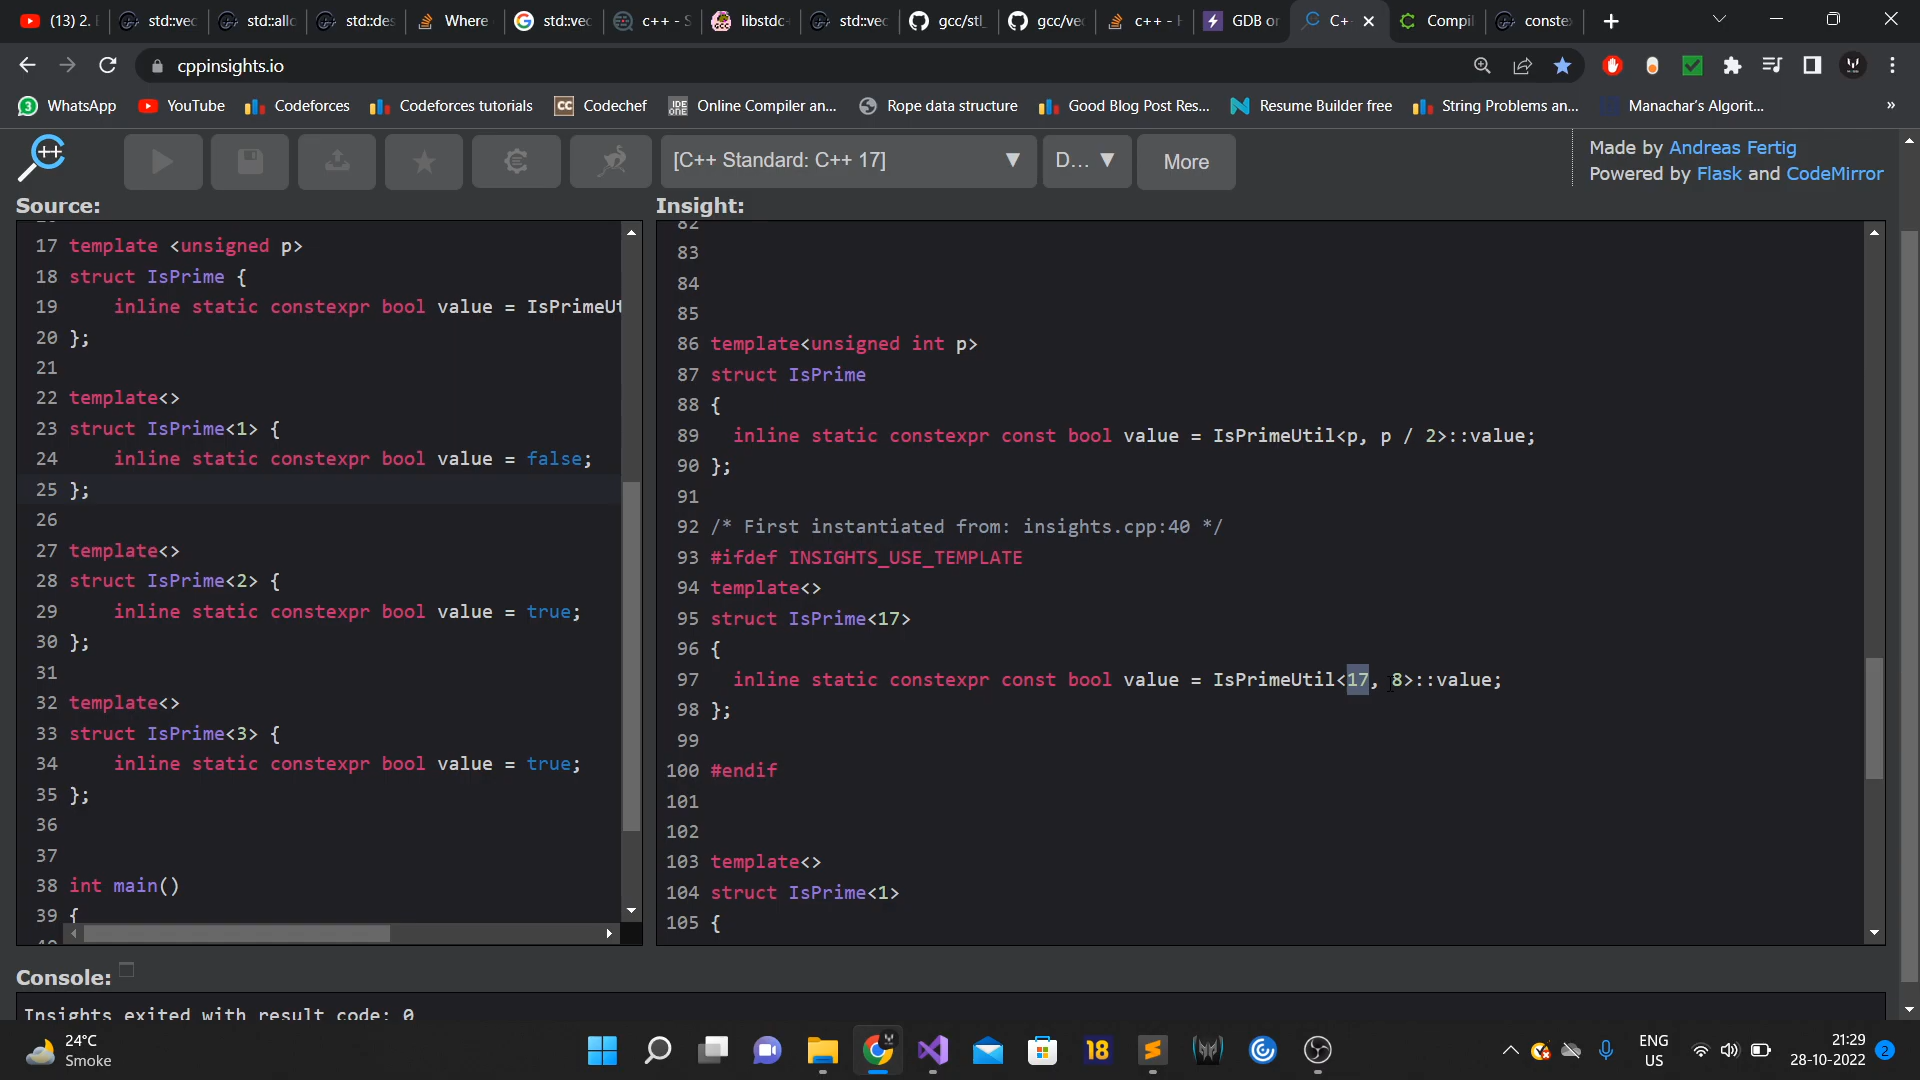 (13) 2.
std::vec
std::allo
std::des
Where
std::vec
c++ - S
libstdc
std::vec
gcc/stl_
gcc/vec
c++ - H
GDB or
C+
Compil
conste
cppinsights.io
WhatsApp
YouTube
Codeforces
Codeforces tutorials
CC Codechef
IDE ONE Online Compiler an...
Rope data structure
Good Blog Post Res...
Resume Builder free
String Problems an...
Manachar's Algorit...
»
[C++ Standard: C++ 17]
D...
More
Made by Andreas Fertig
Powered by Flask and CodeMirror
Source:
17 template <unsigned p>
18 struct IsPrime {
19 inline static constexpr bool value = IsPrimeUt
20 };
21
22 template<>
23 struct IsPrime<1> {
24 inline static constexpr bool value = false;
25 };
26
27 template<>
28 struct IsPrime<2> {
29 inline static constexpr bool value = true;
30 };
31
32 template<>
33 struct IsPrime<3> {
34 inline static constexpr bool value = true;
35 };
36
37
38 int main()
39 {
Insight:
82
83
84
85
86 template<unsigned int p>
87 struct IsPrime
88 {
89 inline static constexpr const bool value = IsPrimeUtil<p, p / 2>::value;
90 };
91
92 /* First instantiated from: insights.cpp:40 */
93 #ifdef INSIGHTS_USE_TEMPLATE
94 template<>
95 struct IsPrime<17>
96 {
97 inline static constexpr const bool value = IsPrimeUtil<17, 8>::value;
98 };
99
100 #endif
101
102
103 template<>
104 struct IsPrime<1>
105 {
Console:
Insights exited with result code: 0
24°C
Smoke
18
ENG
US
21:29
28-10-2022
2